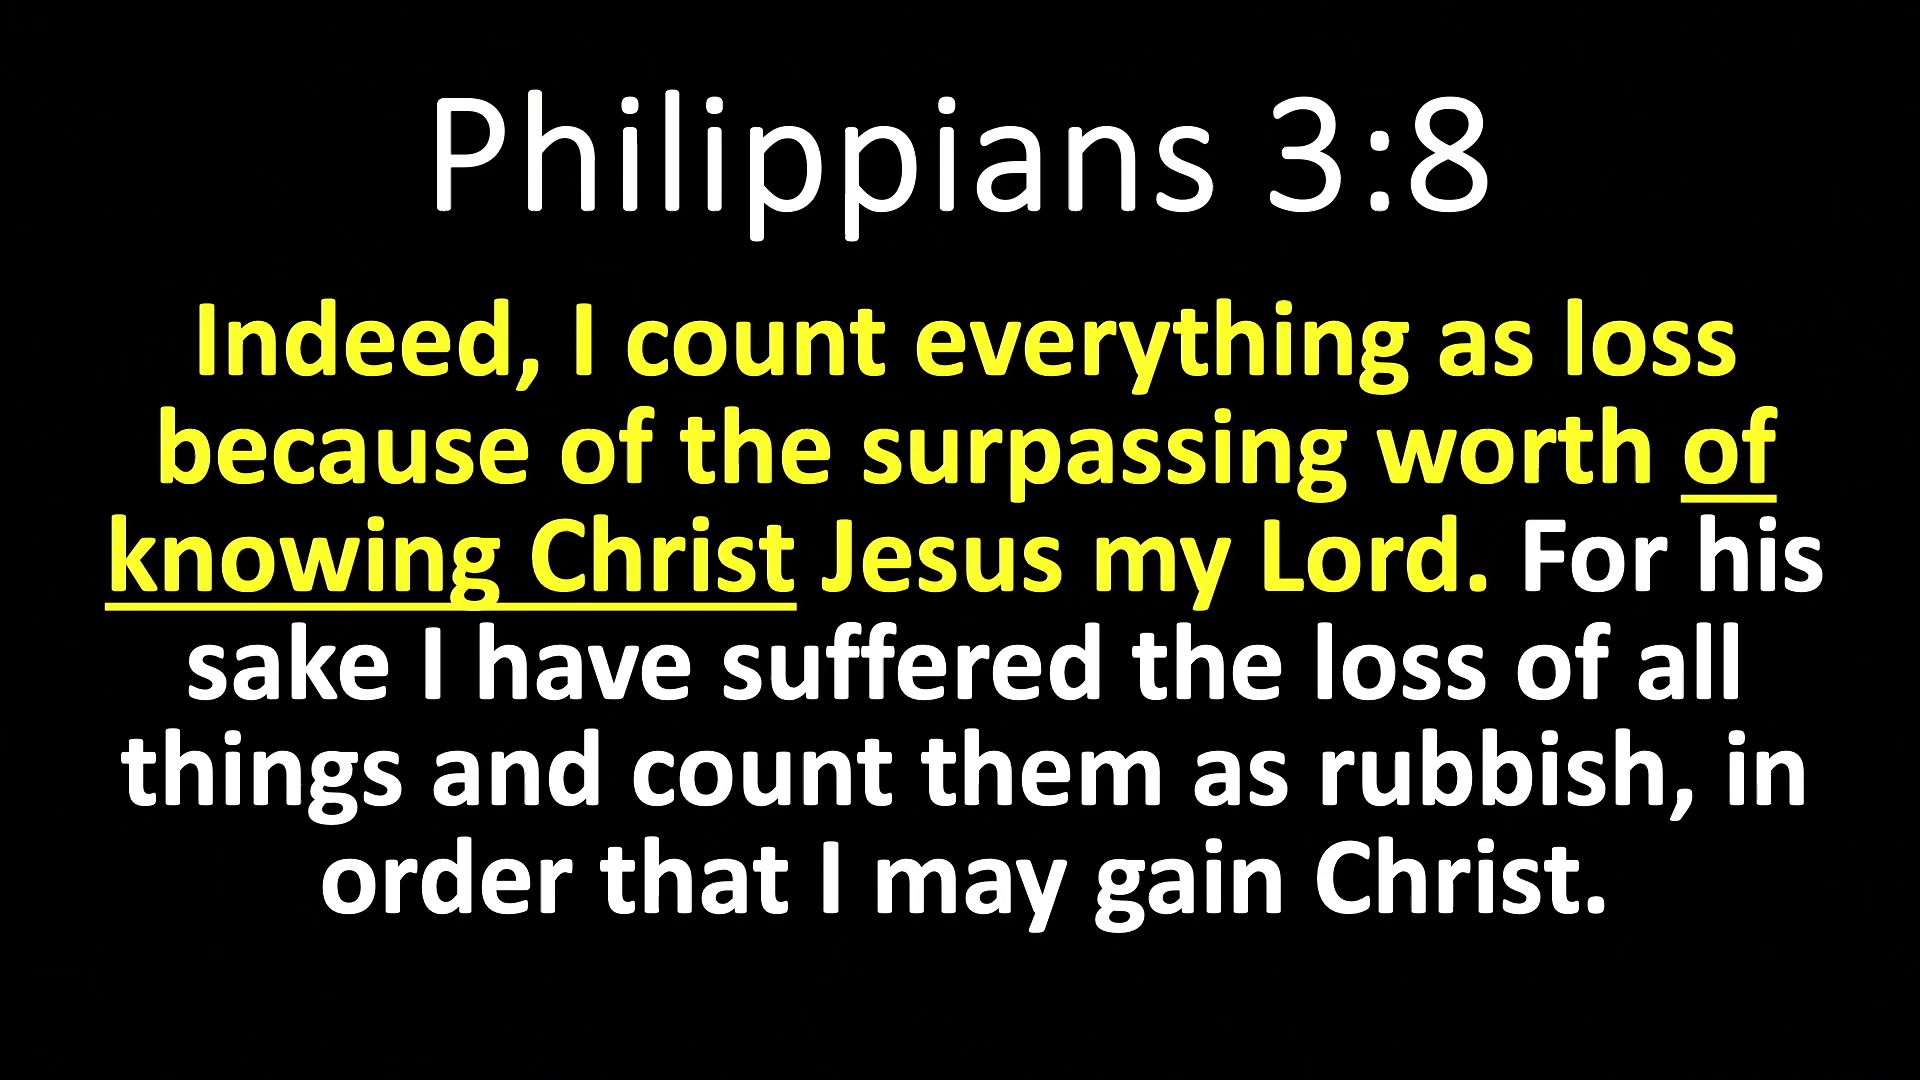 Philippians 3:8
Indeed, I count everything as loss
because of the surpassing worth of
knowing Christ Jesus my Lord. For his
sake I have suffered the loss of all
things and count them as rubbish, in
order that I may gain Christ.